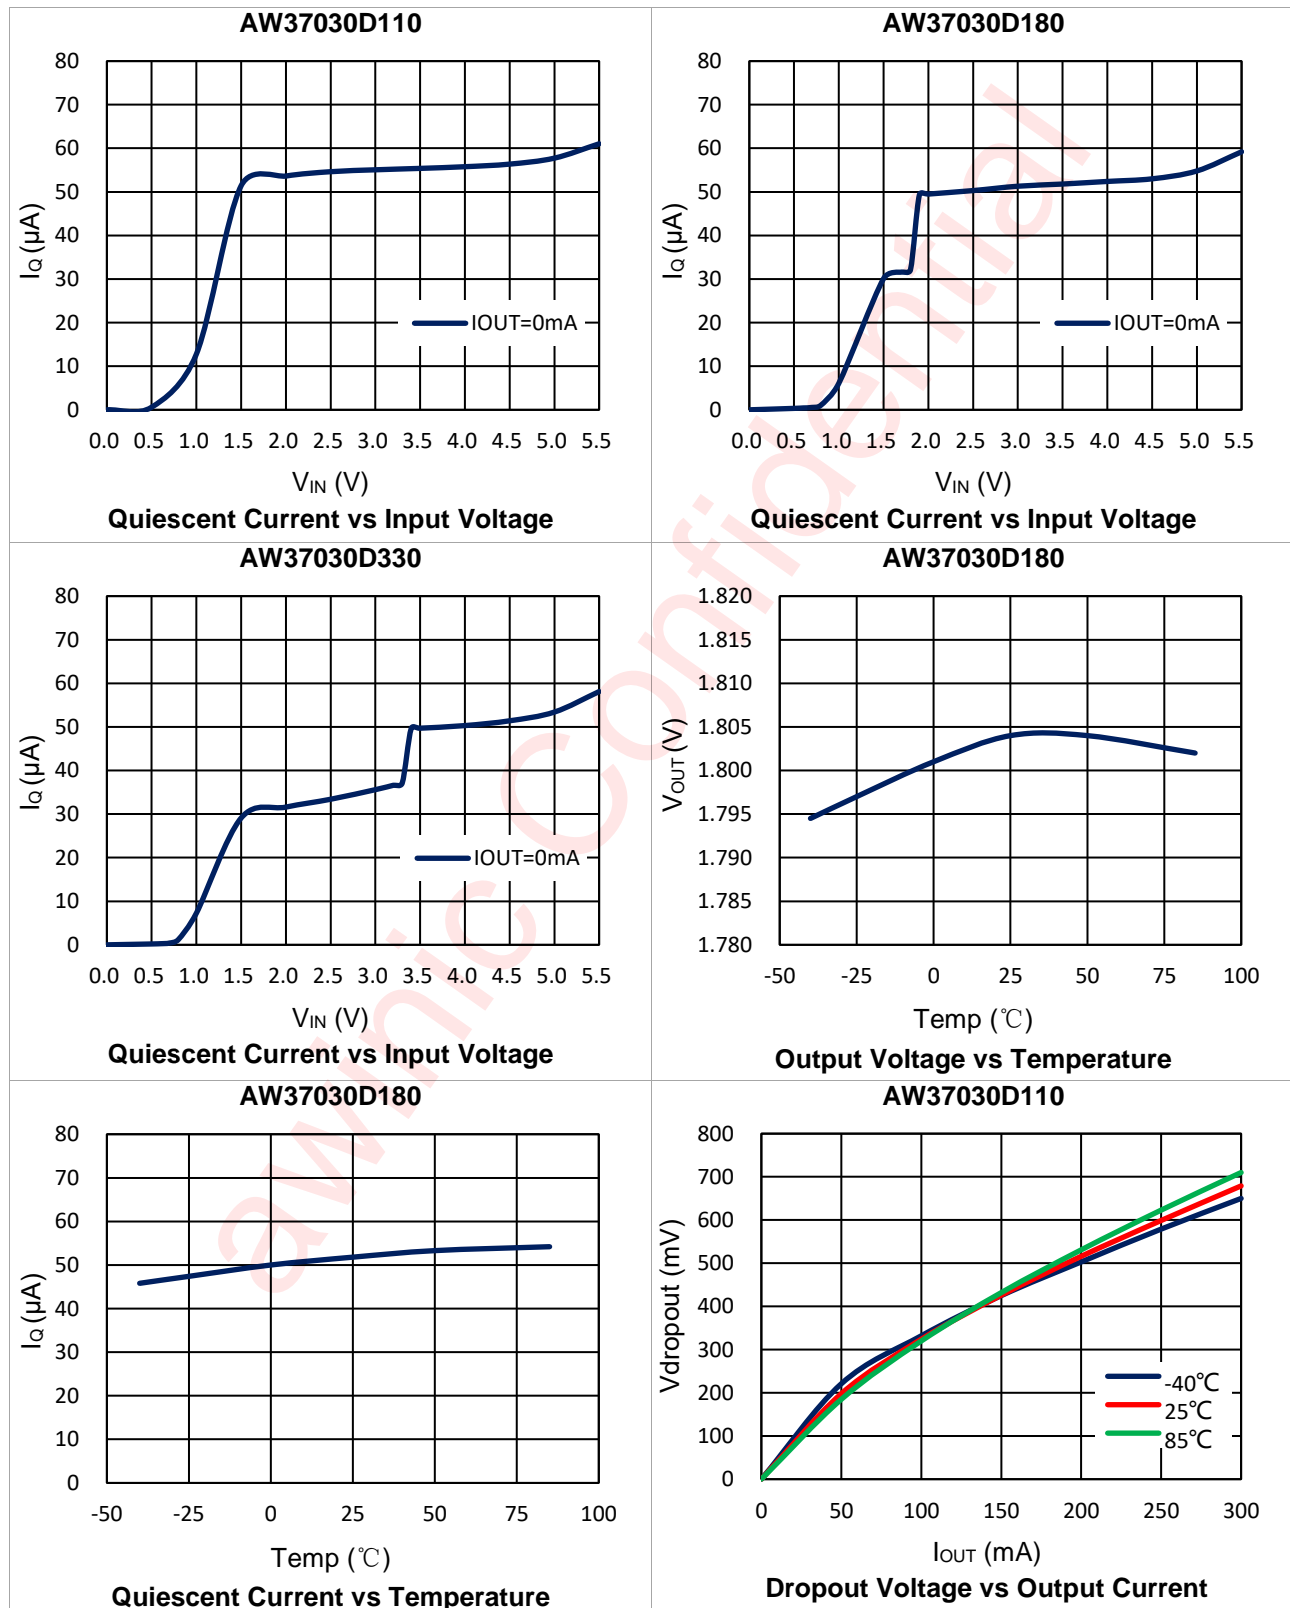 AW37030D110
80
70
60
50
40
30
20
10
0
IQ (μA)
IOUT=0mA
0.0 0.5 1.0 1.5 2.0 2.5 3.0 3.5 4.0 4.5 5.0 5.5
VIN (V)
Quiescent Current vs Input Voltage
AW37030D180
80
70
60
50
40
30
20
10
0
IQ (μA)
IOUT=0mA
0.0 0.5 1.0 1.5 2.0 2.5 3.0 3.5 4.0 4.5 5.0 5.5
VIN (V)
Quiescent Current vs Input Voltage
AW37030D330
80
70
60
50
40
30
20
10
0
IQ (μA)
IOUT=0mA
0.0 0.5 1.0 1.5 2.0 2.5 3.0 3.5 4.0 4.5 5.0 5.5
VIN (V)
Quiescent Current vs Input Voltage
AW37030D180
1.820
1.815
1.810
1.805
1.800
1.795
1.790
1.785
1.780
VOUT (V)
-50 -25 0 25 50 75 100
Temp (℃)
Output Voltage vs Temperature
AW37030D180
80
70
60
50
40
30
20
10
0
IQ (μA)
-50 -25 0 25 50 75 100
Temp (℃)
Quiescent Current vs Temperature
AW37030D110
800
700
600
500
400
300
200
100
0
Vdropout (mV)
-40℃
25℃
85℃
0 50 100 150 200 250 300
IOUT (mA)
Dropout Voltage vs Output Current
awinic Confidential